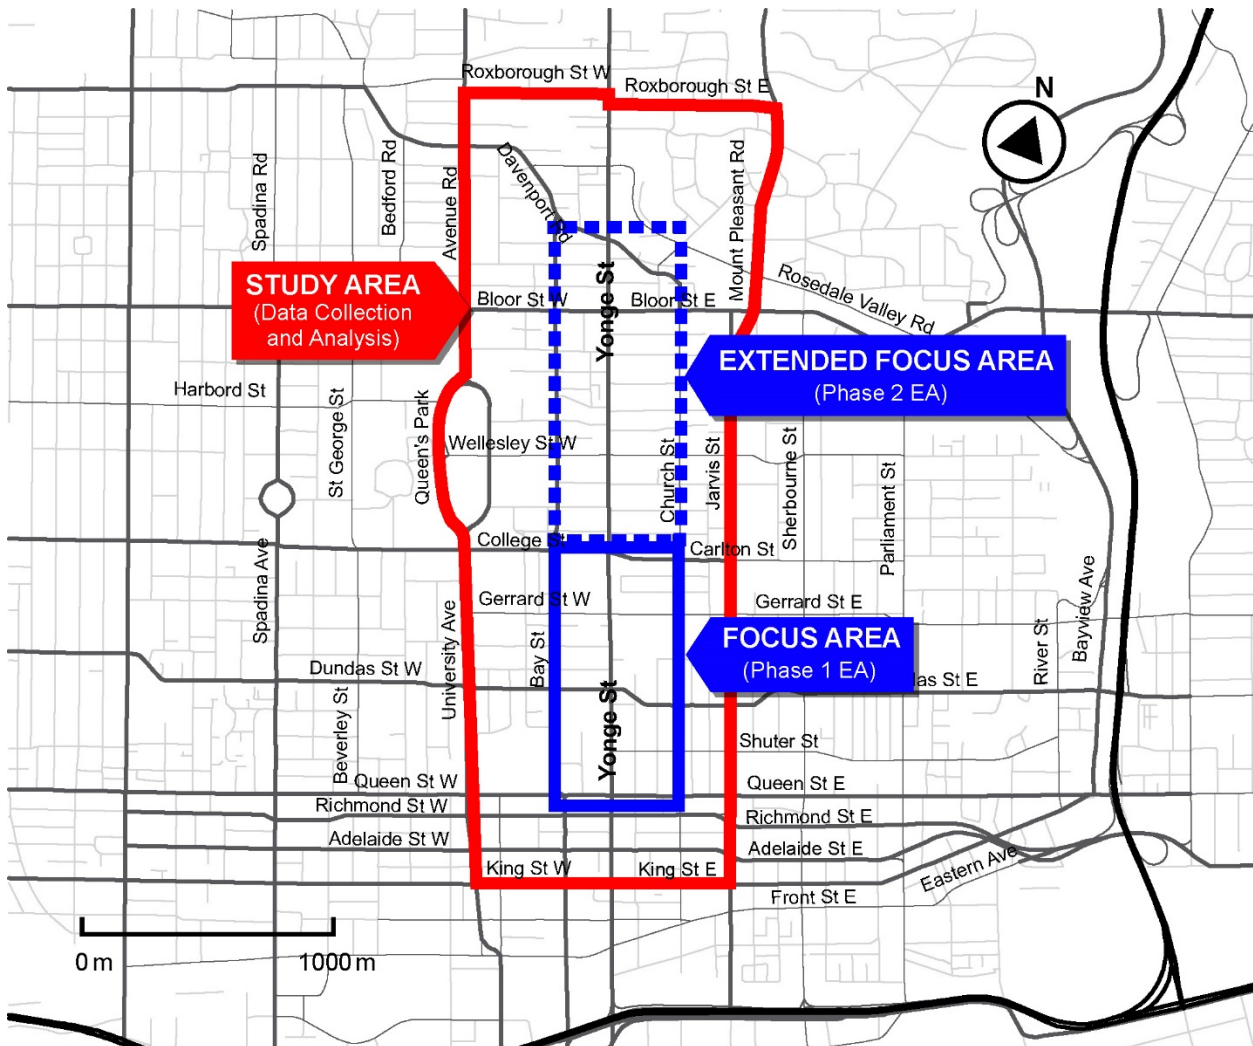 Roxborough St W
Roxborough St E
N
Spadina Rd
Bedford Rd
Avenue Rd
Davenport Rd
Mount Pleasant Rd
STUDY AREA
(Data Collection
and Analysis)
Bloor St W
Yonge St
Bloor St E
Rosedale Valley Rd
EXTENDED FOCUS AREA
(Phase 2 EA)
Harbord St
St George St
Queen's Park
Wellesley St W
Church St
Jarvis St
Sherbourne St
Parliament St
College St
Carlton St
Spadina Ave
Gerrard St W
Gerrard St E
University Ave
Bay St
FOCUS AREA
(Phase 1 EA)
River St
Bayview Ave
Dundas St W
las St E
Beverley St
Yonge St
Shuter St
Queen St W
Queen St E
Richmond St W
Richmond St E
Adelaide St W
Adelaide St E
King St W
King St E
Eastern Ave
Front St E
0 m
1000 m